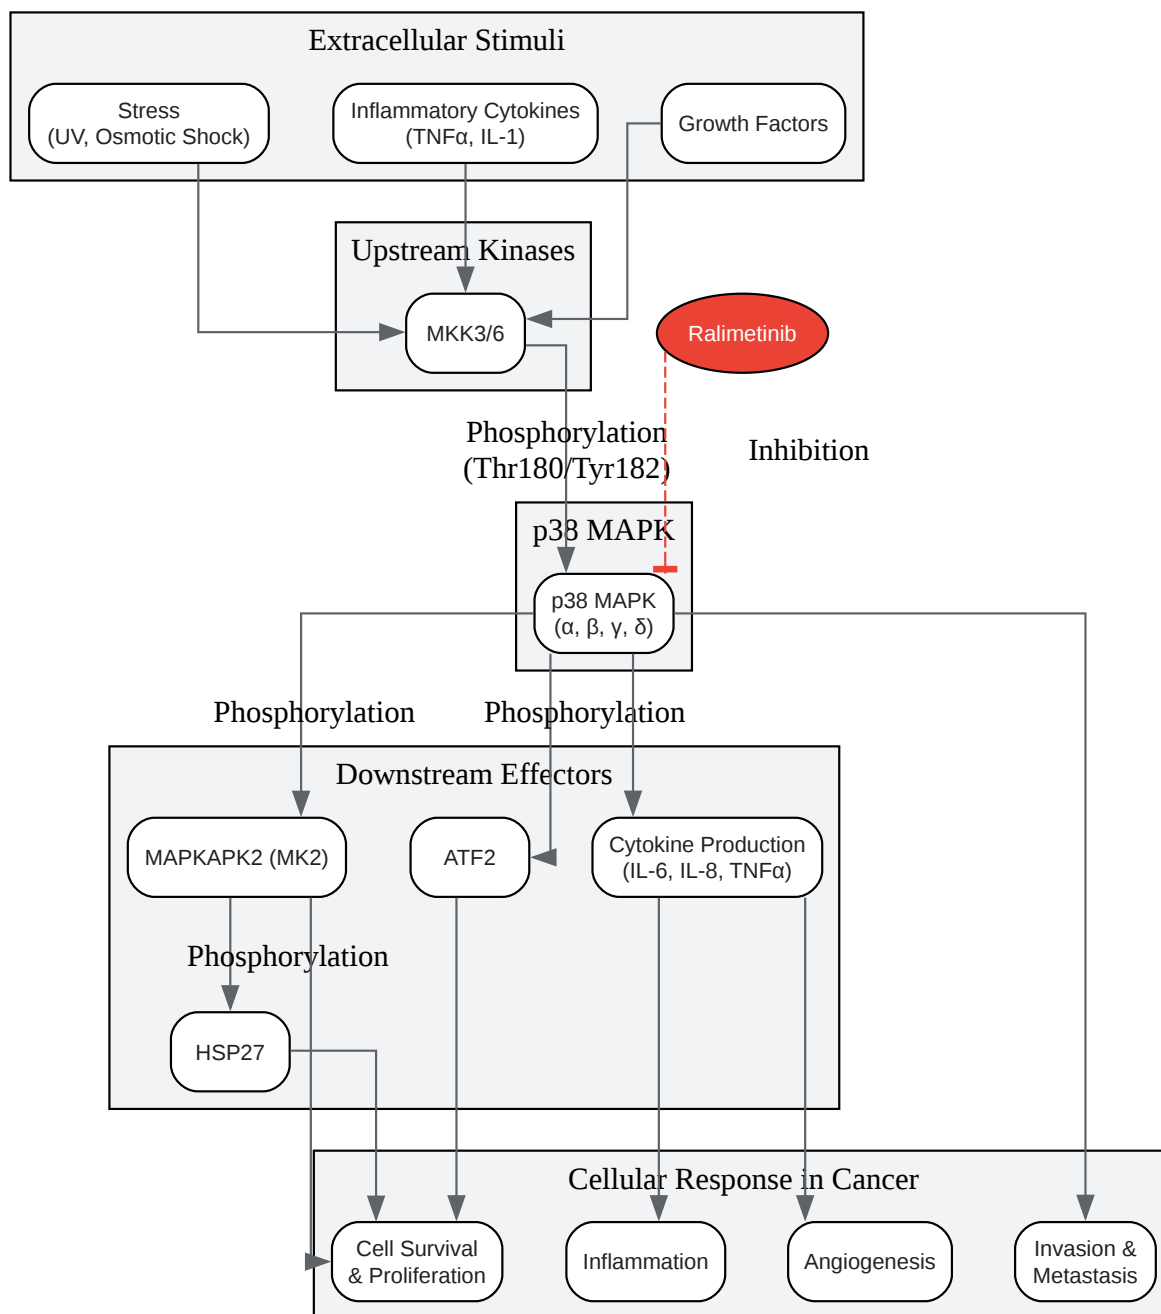 Extracellular Stimuli
Stress
(UV, Osmotic Shock)
Inflammatory Cytokines
(TNFα, IL-1)
Growth Factors
Upstream Kinases
MKK3/6
Ralimetinib
Phosphorylation
(Thr180/Tyr182)
Inhibition
p38 MAPK
p38 MAPK
(α, β, γ, δ)
Phosphorylation
Phosphorylation
Downstream Effectors
MAPKAPK2 (MK2)
ATF2
Cytokine Production
(IL-6, IL-8, TNFα)
Phosphorylation
HSP27
Cellular Response in Cancer
Cell Survival
& Proliferation
Inflammation
Angiogenesis
Invasion &
Metastasis